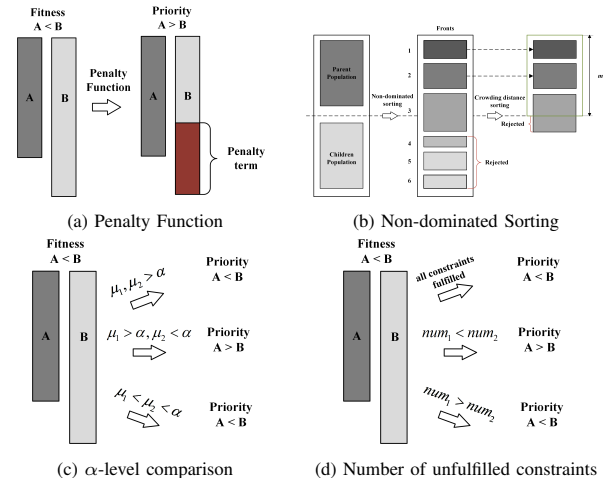 Fitness
A < B
Priority
A > B
Penalty
Function
A
B
A
B
Penalty
term
(a) Penalty Function
Fronts
Parent
Population
Children
Population
Non-dominated
sorting
1
2
3
4
5
6
Crowding distance
sorting
Rejected
Rejected
m
(b) Non-dominated Sorting
Fitness
A < B
A
B
μ₁, μ₂ > α
Priority
A < B
μ₁ > α, μ₂ < α
Priority
A > B
μ₁ < μ₂ < α
Priority
A < B
(c) α-level comparison
Fitness
A < B
A
B
all constraints
fulfilled
Priority
A < B
num₁ < num₂
Priority
A > B
num₁ > num₂
Priority
A < B
(d) Number of unfulfilled constraints